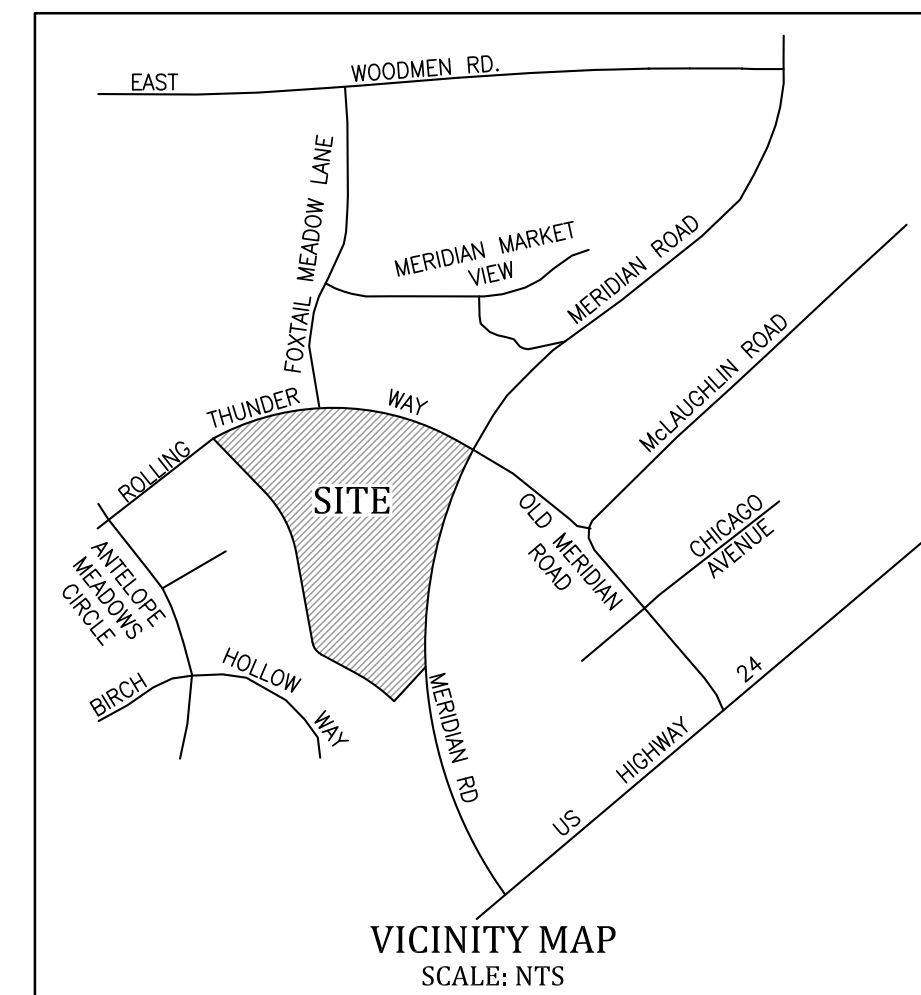 EAST
WOODMEN RD.
FOXTAIL MEADOW LANE
MERIDIAN MARKET
VIEW
MERIDIAN ROAD
McLAUGHLIN ROAD
ROLLING THUNDER WAY
SITE
OLD MERIDIAN
ROAD
CHICAGO
AVENUE
ANTELOPE
MEADOWS
CIRCLE
BIRCH HOLLOW WAY
MERIDIAN RD
US HIGHWAY 24
VICINITY MAP
SCALE: NTS